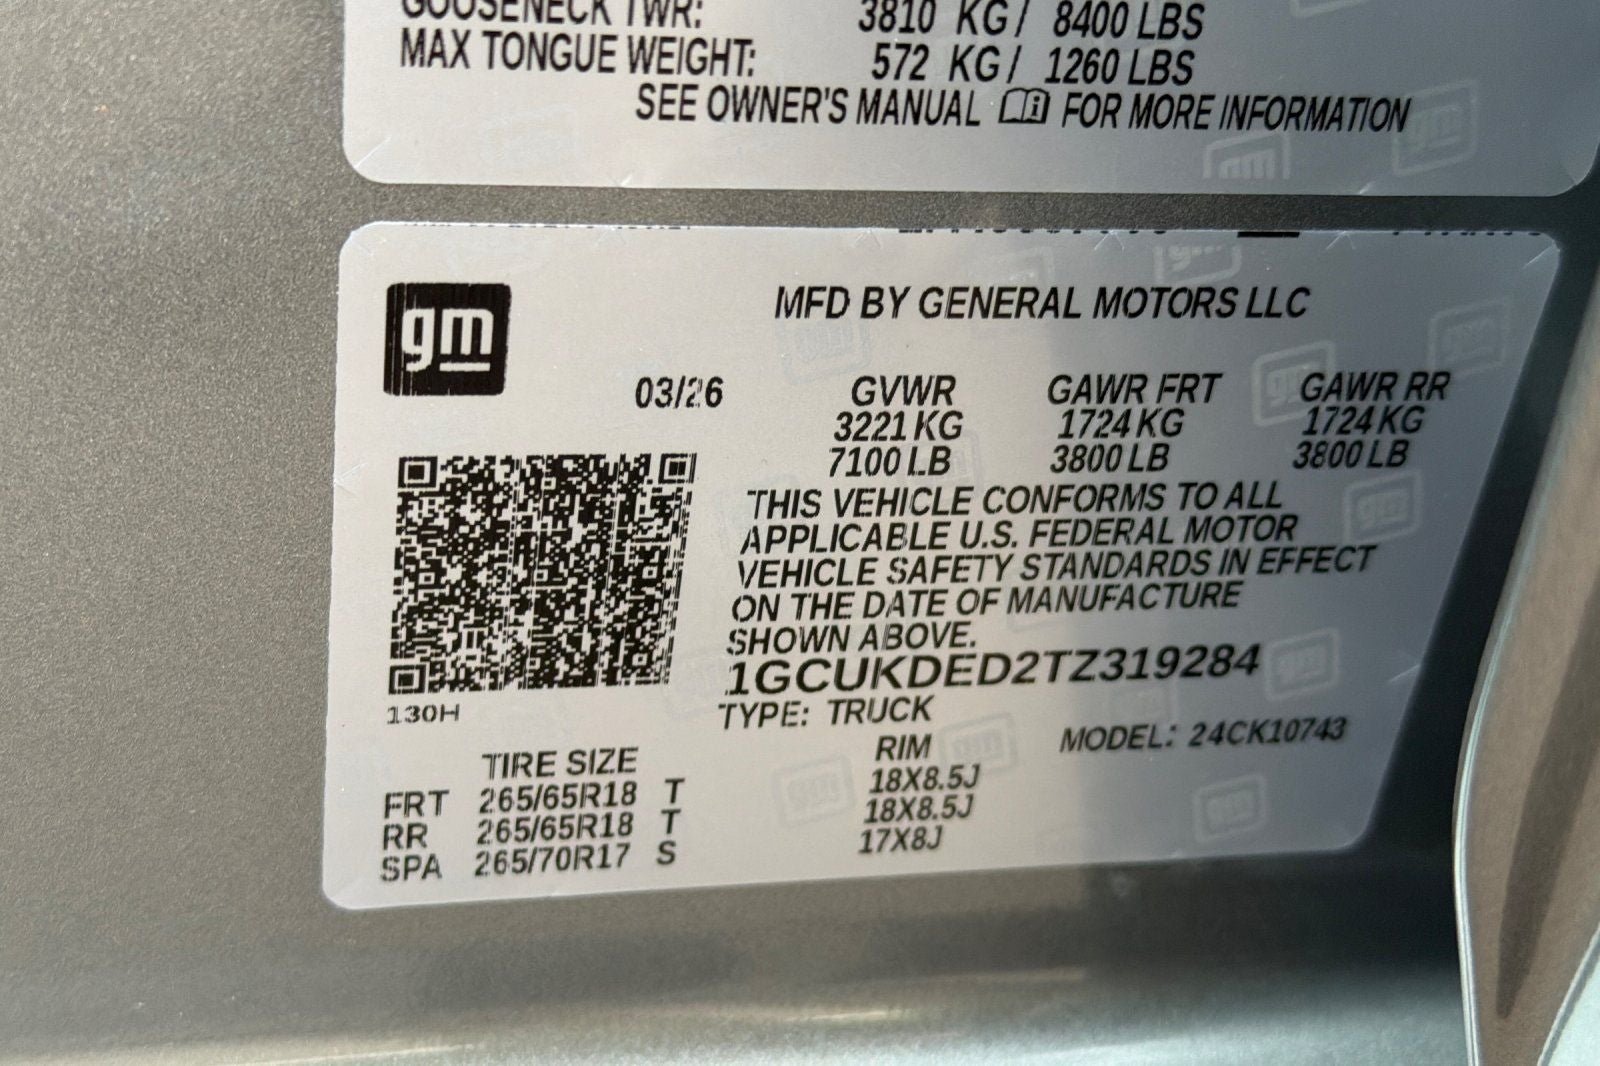 GOOSENECK TWR: 3810 KG / 8400 LBS
MAX TONGUE WEIGHT: 572 KG / 1260 LBS
SEE OWNER'S MANUAL FOR MORE INFORMATION
gm
MFD BY GENERAL MOTORS LLC
03/26 GVWR GAWR FRT GAWR RR
3221 KG 1724 KG 1724 KG
7100 LB 3800 LB 3800 LB
THIS VEHICLE CONFORMS TO ALL
APPLICABLE U.S. FEDERAL MOTOR
VEHICLE SAFETY STANDARDS IN EFFECT
ON THE DATE OF MANUFACTURE
SHOWN ABOVE.
1GCUKDED2TZ319284
130H
TYPE: TRUCK
MODEL: 24CK10743
TIRE SIZE RIM
FRT 265/65R18 T 18X8.5J
RR 265/65R18 T 18X8.5J
SPA 265/70R17 S 17X8J